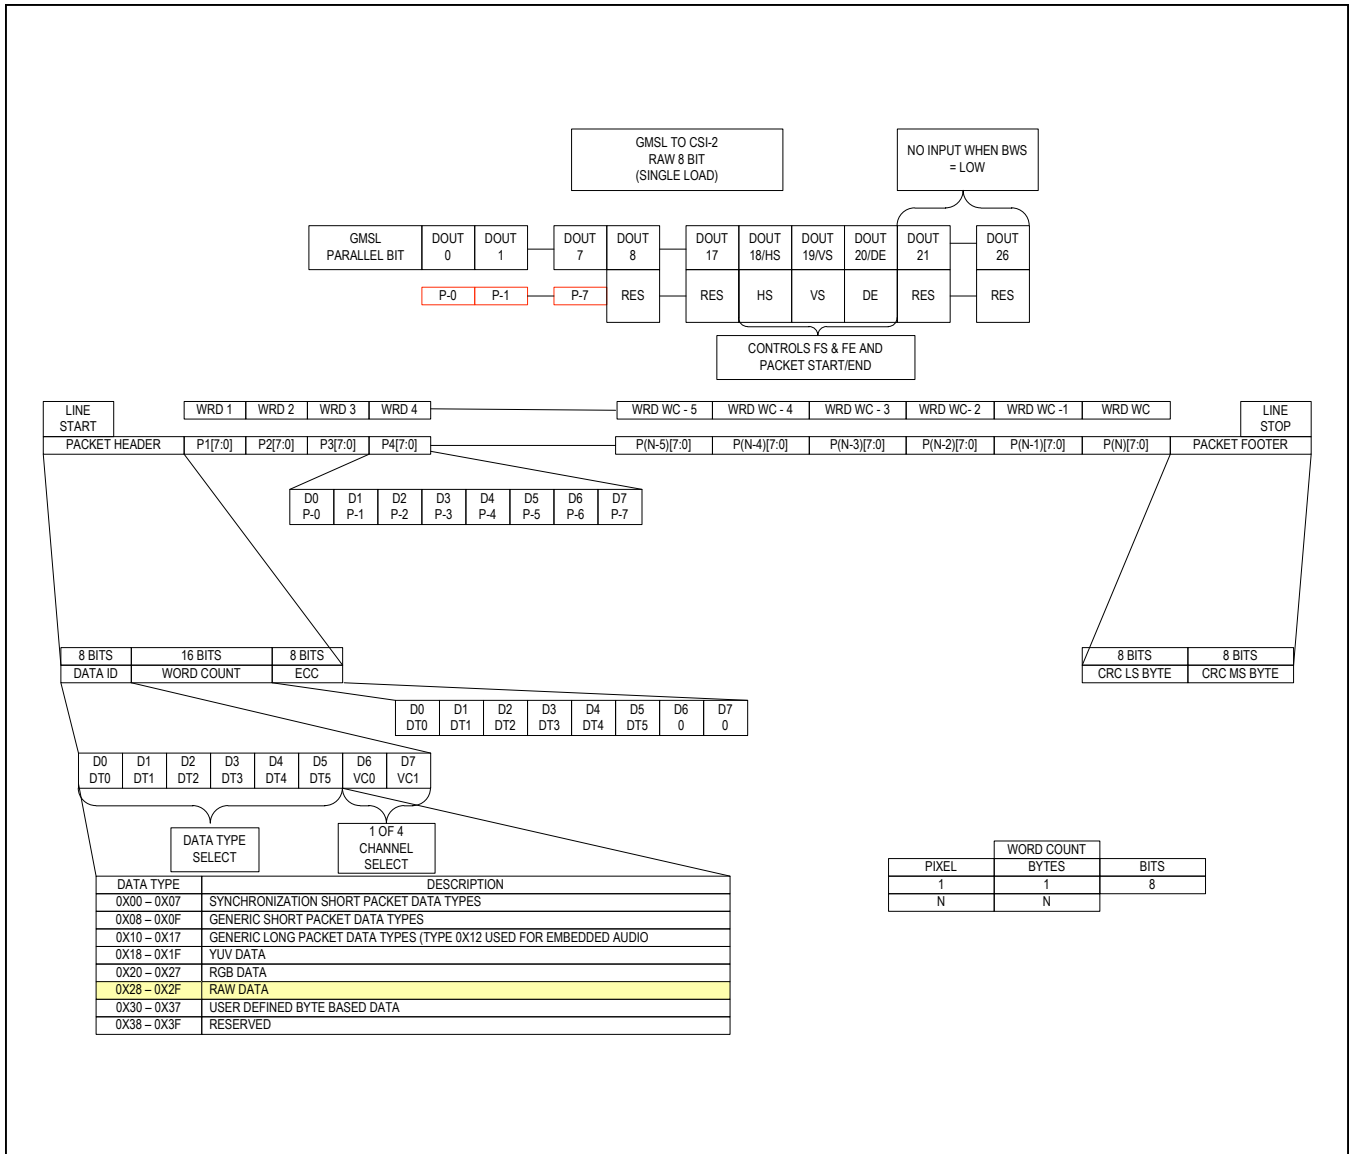 GMSL TO CSI-2
RAW 8 BIT
(SINGLE LOAD)
NO INPUT WHEN BWS
= LOW
GMSL
PARALLEL BIT
DOUT
0
DOUT
1
DOUT
7
DOUT
8
DOUT
17
DOUT
18/HS
DOUT
19/VS
DOUT
20/DE
DOUT
21
DOUT
26
P-0 P-1 P-7 RES RES HS VS DE RES RES
CONTROLS FS & FE AND
PACKET START/END
LINE
START
WRD 1 WRD 2 WRD 3 WRD 4 WRD WC - 5 WRD WC - 4 WRD WC - 3 WRD WC- 2 WRD WC -1 WRD WC
LINE
STOP
PACKET HEADER P1[7:0] P2[7:0] P3[7:0] P4[7:0] P(N-5)[7:0] P(N-4)[7:0] P(N-3)[7:0] P(N-2)[7:0] P(N-1)[7:0] P(N)[7:0] PACKET FOOTER
D0 D1 D2 D3 D4 D5 D6 D7
P-0 P-1 P-2 P-3 P-4 P-5 P-6 P-7
8 BITS 16 BITS 8 BITS
DATA ID WORD COUNT ECC
8 BITS 8 BITS
CRC LS BYTE CRC MS BYTE
D0 D1 D2 D3 D4 D5 D6 D7
DT0 DT1 DT2 DT3 DT4 DT5 0 0
D0 D1 D2 D3 D4 D5 D6 D7
DT0 DT1 DT2 DT3 DT4 DT5 VC0 VC1
DATA TYPE
SELECT
1 OF 4
CHANNEL
SELECT
WORD COUNT
PIXEL BYTES BITS
1 1 8
N N
DATA TYPE DESCRIPTION
0X00 – 0X07 SYNCHRONIZATION SHORT PACKET DATA TYPES
0X08 – 0X0F GENERIC SHORT PACKET DATA TYPES
0X10 – 0X17 GENERIC LONG PACKET DATA TYPES (TYPE 0X12 USED FOR EMBEDDED AUDIO
0X18 – 0X1F YUV DATA
0X20 – 0X27 RGB DATA
0X28 – 0X2F RAW DATA
0X30 – 0X37 USER DEFINED BYTE BASED DATA
0X38 – 0X3F RESERVED